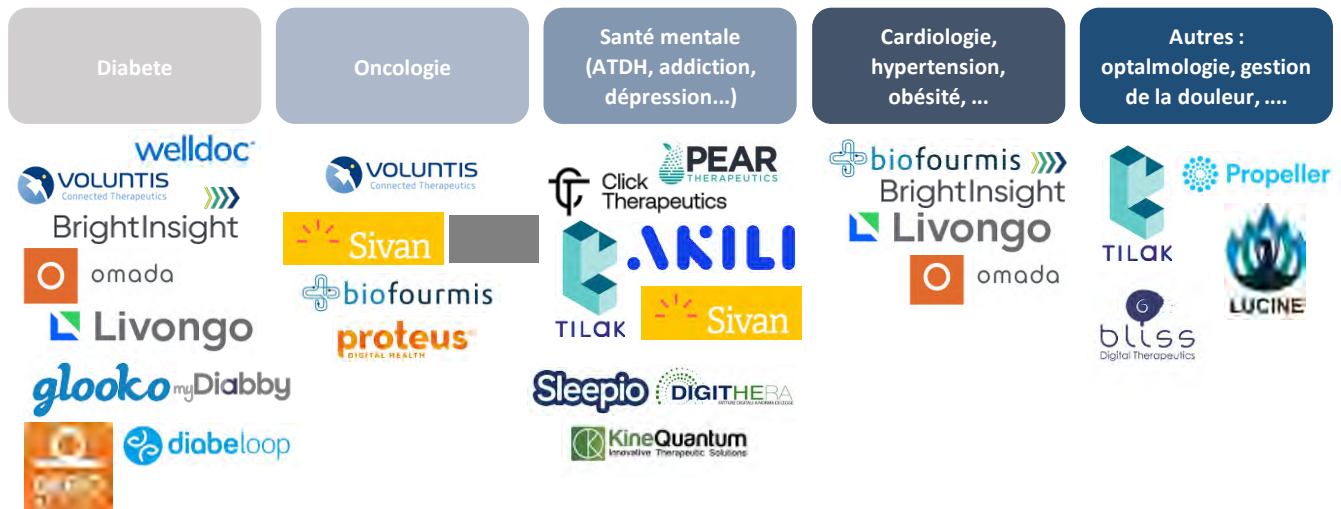 Diabete
Oncologie
Santé mentale
(ATDH, addiction,
dépression...)
Cardiologie,
hypertension,
obésité, ...
Autres :
optalmologie, gestion
de la douleur, ....
welldoc
VOLUNTIS
Connected Therapeutics
BrightInsight
omada
Livongo
glooko
myDiabby
diabeloop
VOLUNTIS
Connected Therapeutics
Sivan
biofourmis
proteus
DIGITAL HEALTH
PEAR
THERAPEUTICS
Click
Therapeutics
TILAK
AKILI
Sivan
Sleepio
DIGITHERA
KineQuantum
Innovative Therapeutic Solutions
biofourmis
BrightInsight
Livongo
omada
TILAK
Propeller
LUCINE
bliss
Digital Therapeutics